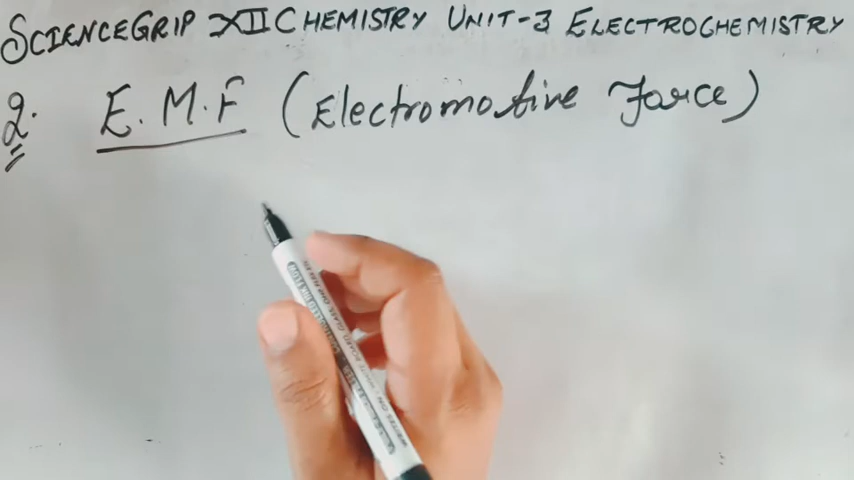 SCIENCEGRIP XII CHEMISTRY UNIT-3 ELECTROCHEMISTRY
2. E.M.F (Electromotive Force)